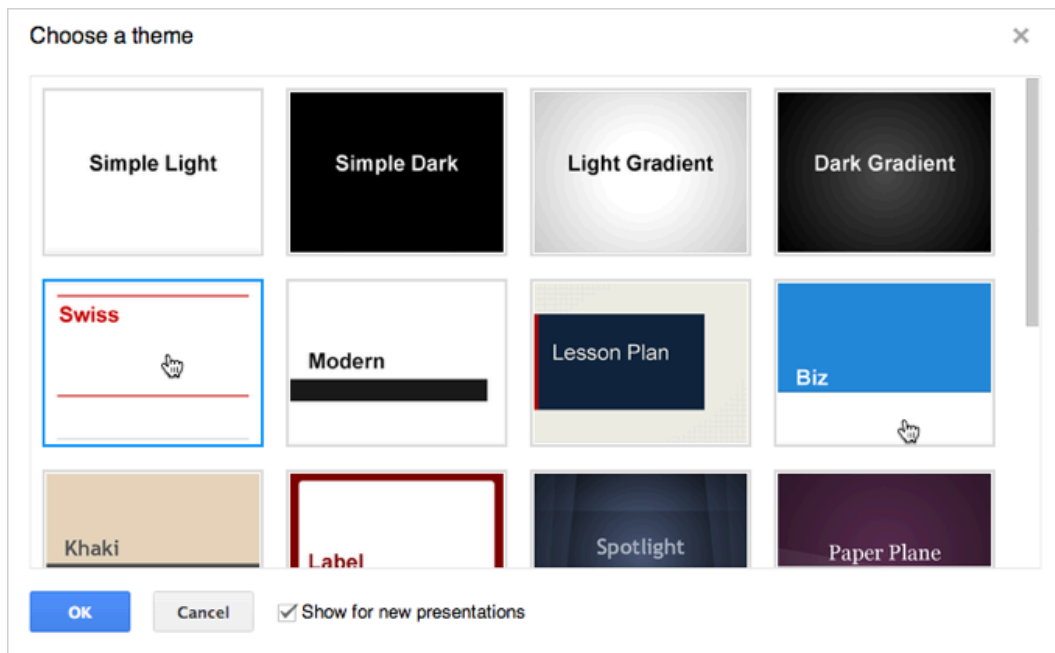 Choose a theme
Simple Light
Simple Dark
Light Gradient
Dark Gradient
Swiss
Modern
Lesson Plan
Biz
Khaki
Label
Spotlight
Paper Plane
OK
Cancel
Show for new presentations